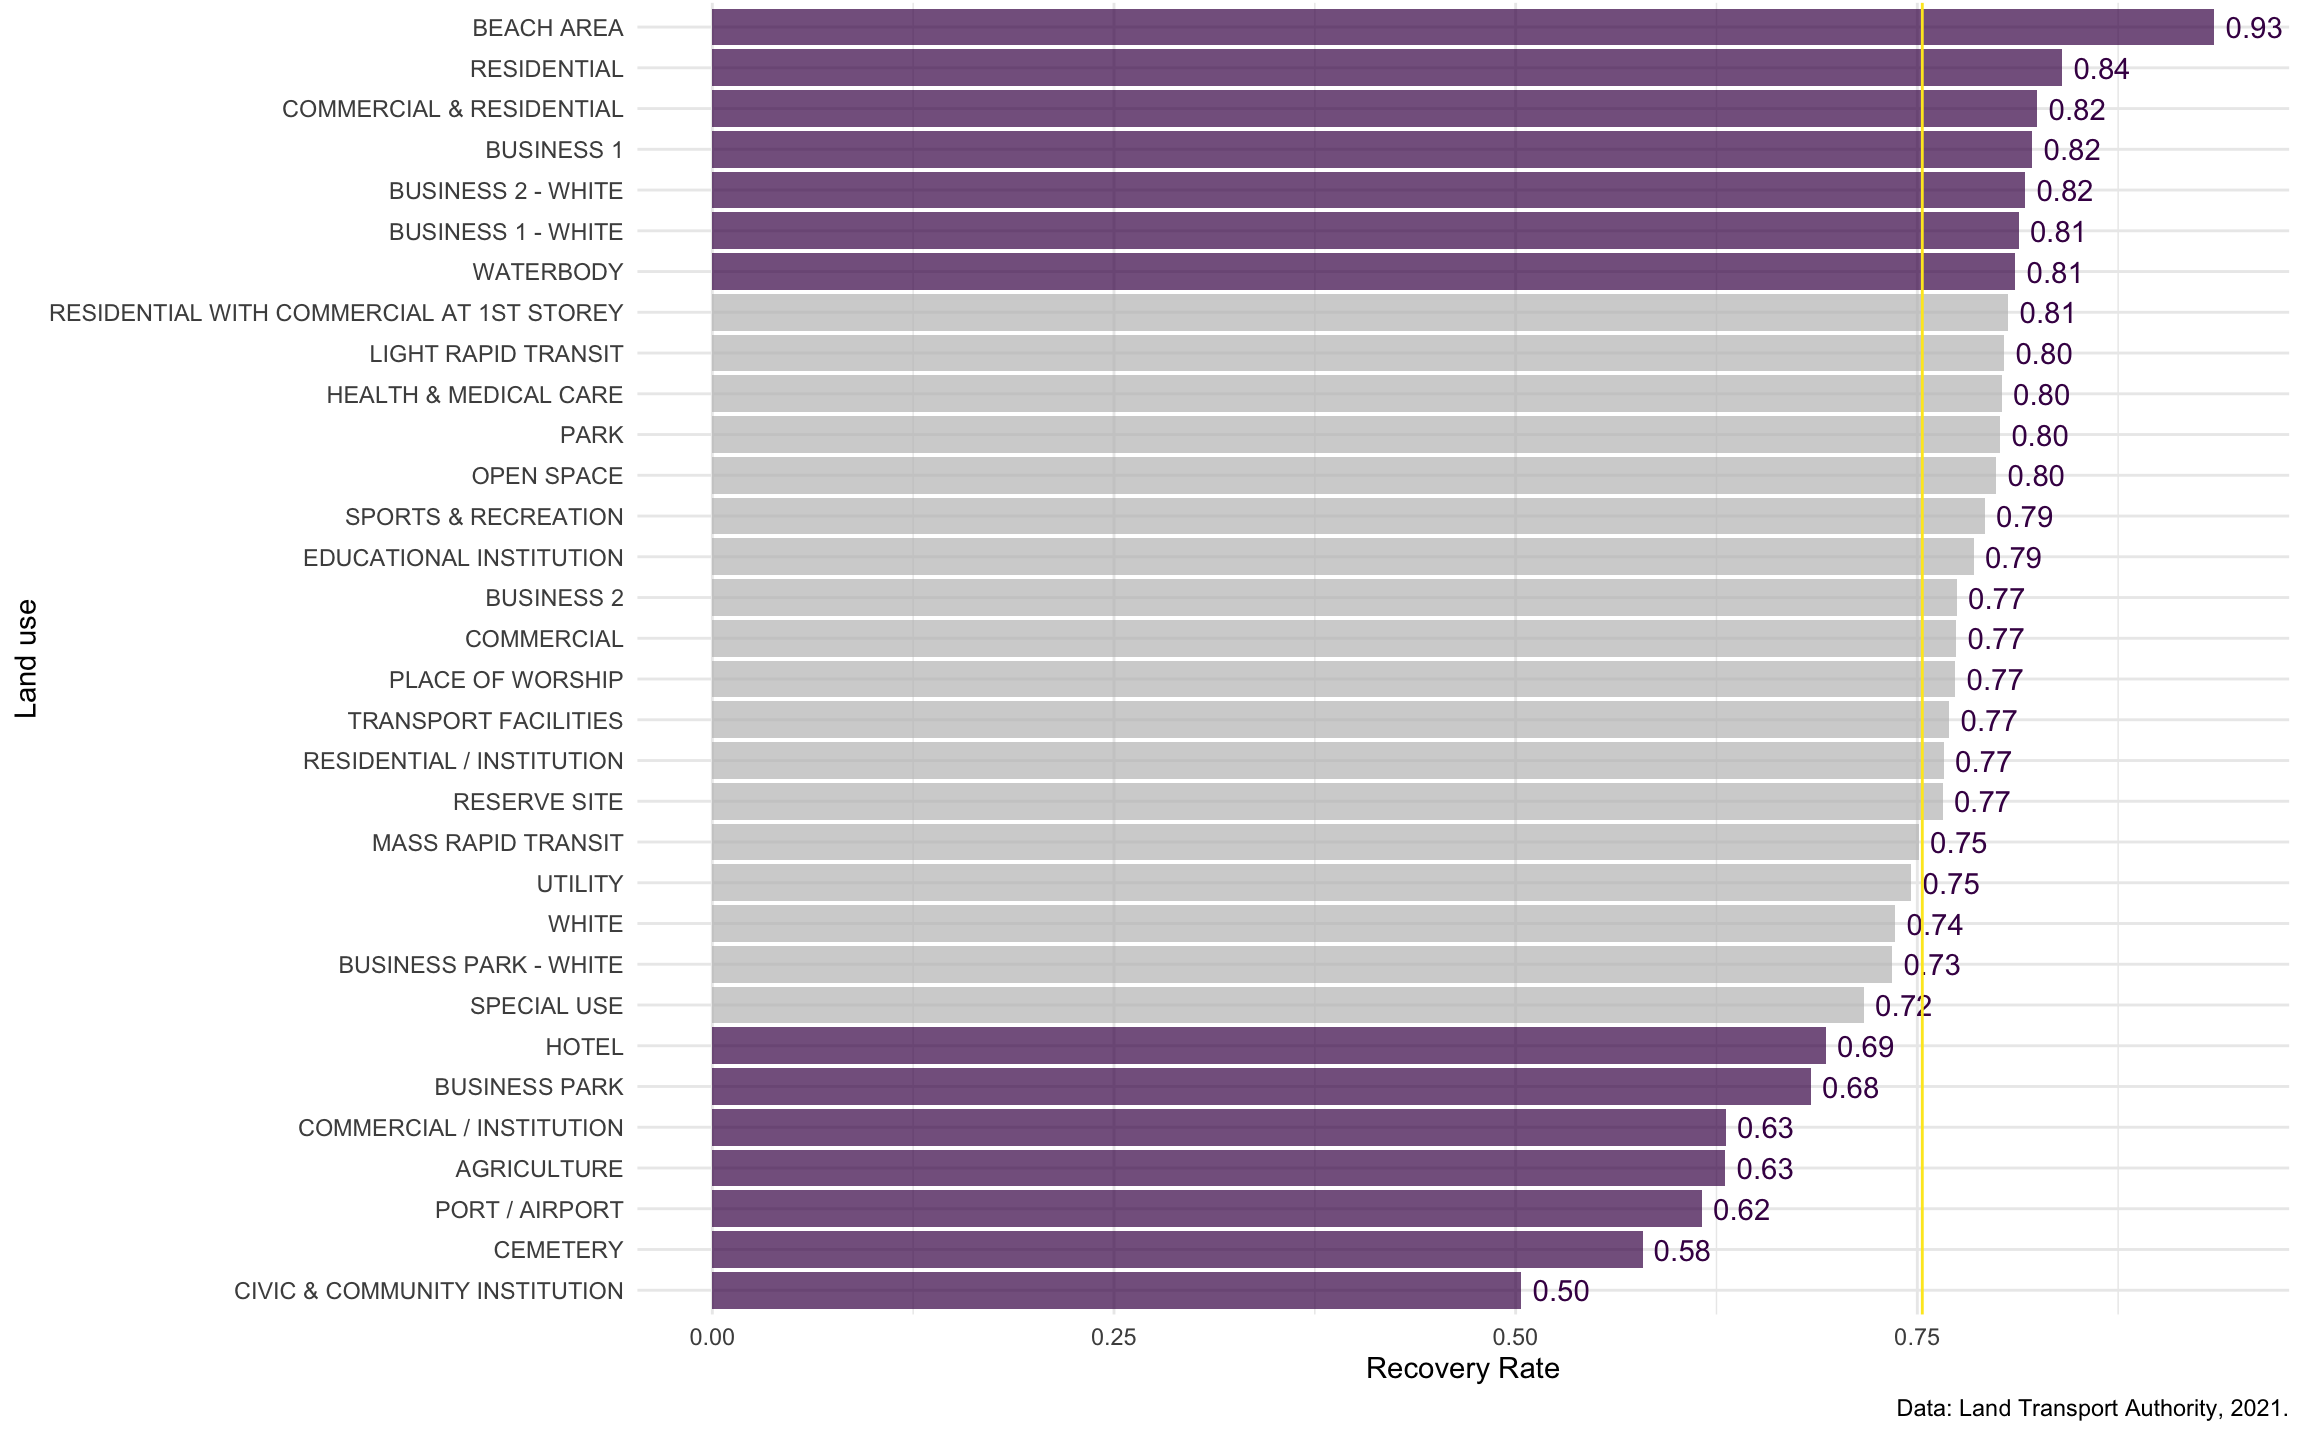 BEACH AREA 0.93
RESIDENTIAL 0.84
COMMERCIAL & RESIDENTIAL 0.82
BUSINESS 1 0.82
BUSINESS 2 - WHITE 0.82
BUSINESS 1 - WHITE 0.81
WATERBODY 0.81
RESIDENTIAL WITH COMMERCIAL AT 1ST STOREY 0.81
LIGHT RAPID TRANSIT 0.80
HEALTH & MEDICAL CARE 0.80
PARK 0.80
OPEN SPACE 0.80
SPORTS & RECREATION 0.79
EDUCATIONAL INSTITUTION 0.79
BUSINESS 2 0.77
COMMERCIAL 0.77
PLACE OF WORSHIP 0.77
TRANSPORT FACILITIES 0.77
RESIDENTIAL / INSTITUTION 0.77
RESERVE SITE 0.77
MASS RAPID TRANSIT 0.75
UTILITY 0.75
WHITE 0.74
BUSINESS PARK - WHITE 0.73
SPECIAL USE 0.72
HOTEL 0.69
BUSINESS PARK 0.68
COMMERCIAL / INSTITUTION 0.63
AGRICULTURE 0.63
PORT / AIRPORT 0.62
CEMETERY 0.58
CIVIC & COMMUNITY INSTITUTION 0.50
Land use
0.00 0.25 0.50 0.75
Recovery Rate
Data: Land Transport Authority, 2021.